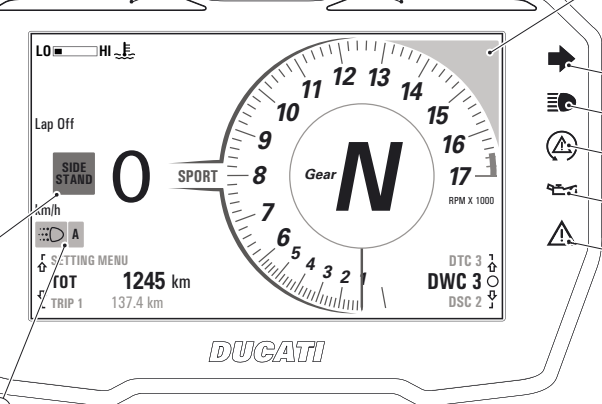 LO HI
Lap Off
SIDE
STAND
0
km/h
A
SETTING MENU
TOT 1245 km
TRIP 1 137.4 km
SPORT
1
2
3
4
5
6
7
8
9
10
11
12
13
14
15
16
17
RPM X 1000
Gear N
DTC 3
DWC 3
DSC 2
DUCATI